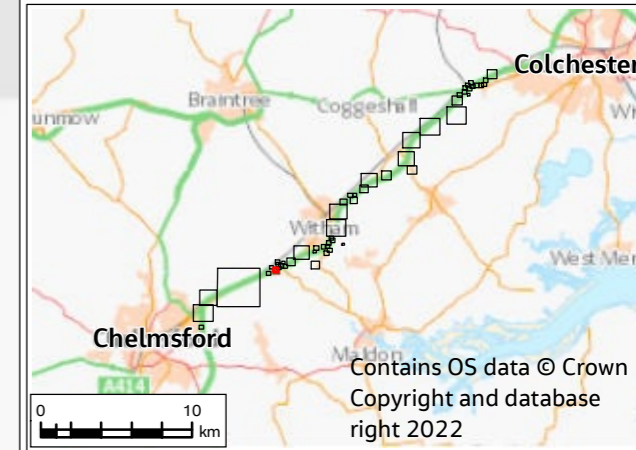 Colchester
Braintree
Coggeshall
unmow
Wi
Witham
West Mer
Chelmsford
Maldon
Contains OS data © Crown
Copyright and database
right 2022
A414
0 10
km